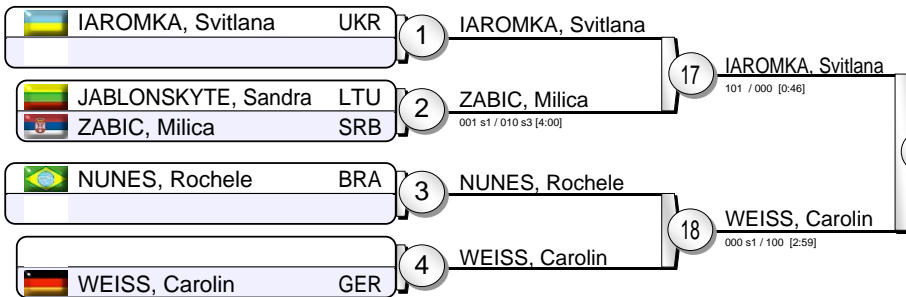 IAROMKA, Svitlana UKR
1
IAROMKA, Svitlana
17
IAROMKA, Svitlana
101 / 000 [0:46]
JABLONSKYTE, Sandra LTU
ZABIC, Milica SRB
2
ZABIC, Milica
001 s1 / 010 s3 [4:00]
NUNES, Rochele BRA
3
NUNES, Rochele
18
WEISS, Carolin
000 s1 / 100 [2:59]
WEISS, Carolin GER
4
WEISS, Carolin